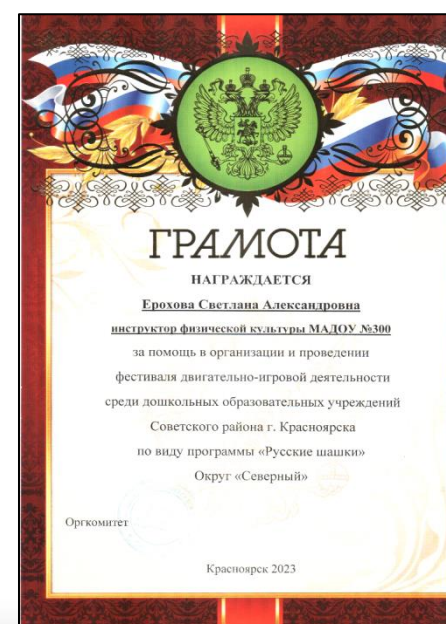 ГРАМОТА
НАГРАЖДАЕТСЯ
Ерохова Светлана Александровна
инструктор физической культуры МАДОУ №300
за помощь в организации и проведении
фестиваля двигательно-игровой деятельности
среди дошкольных образовательных учреждений
Советского района г. Красноярска
по виду программы «Русские шашки»
Округ «Северный»
Оргкомитет
Красноярск 2023